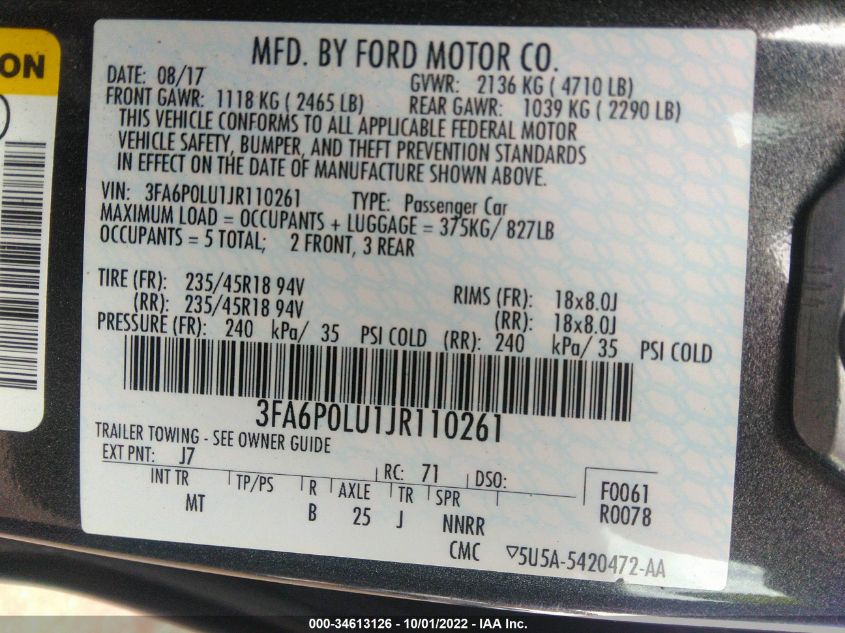 ON
MFD. BY FORD MOTOR CO.
DATE: 08/17 GVWR: 2136 KG ( 4710 LB)
FRONT GAWR: 1118 KG ( 2465 LB) REAR GAWR: 1039 KG ( 2290 LB)
THIS VEHICLE CONFORMS TO ALL APPLICABLE FEDERAL MOTOR
VEHICLE SAFETY, BUMPER, AND THEFT PREVENTION STANDARDS
IN EFFECT ON THE DATE OF MANUFACTURE SHOWN ABOVE.
VIN: 3FA6P0LU1JR110261 TYPE: Passenger Car
MAXIMUM LOAD = OCCUPANTS + LUGGAGE = 375KG/ 827LB
OCCUPANTS = 5 TOTAL; 2 FRONT, 3 REAR
TIRE (FR): 235/45R18 94V RIMS (FR): 18x8.0J
(RR): 235/45R18 94V (RR): 18x8.0J
PRESSURE (FR): 240 kPa/ 35 PSI COLD (RR): 240 kPa/ 35 PSI COLD
3FA6P0LU1JR110261
TRAILER TOWING - SEE OWNER GUIDE
EXT PNT: J7 RC: 71 DSO:
INT TR TP/PS R AXLE TR SPR F0061
MT B 25 J NNRR R0078
CMC ▽5U5A-5420472-AA
000-34613126 - 10/01/2022 - IAA Inc.